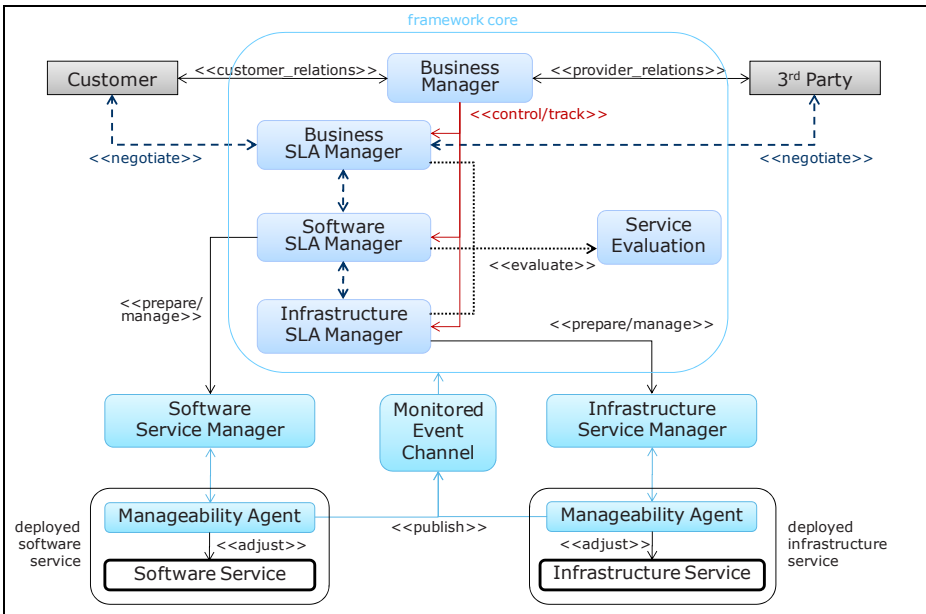 framework core
Customer
<<customer_relations>>
Business
Manager
<<provider_relations>>
3rd Party
<<control/track>>
Business
SLA Manager
<<negotiate>>
<<negotiate>>
Software
SLA Manager
Service
Evaluation
<<evaluate>>
<<prepare/
manage>>
Infrastructure
SLA Manager
<<prepare/manage>>
Software
Service Manager
Monitored
Event
Channel
Infrastructure
Service Manager
deployed
software
service
Manageability Agent
<<adjust>>
Software Service
<<publish>>
Manageability Agent
<<adjust>>
Infrastructure Service
deployed
infrastructure
service